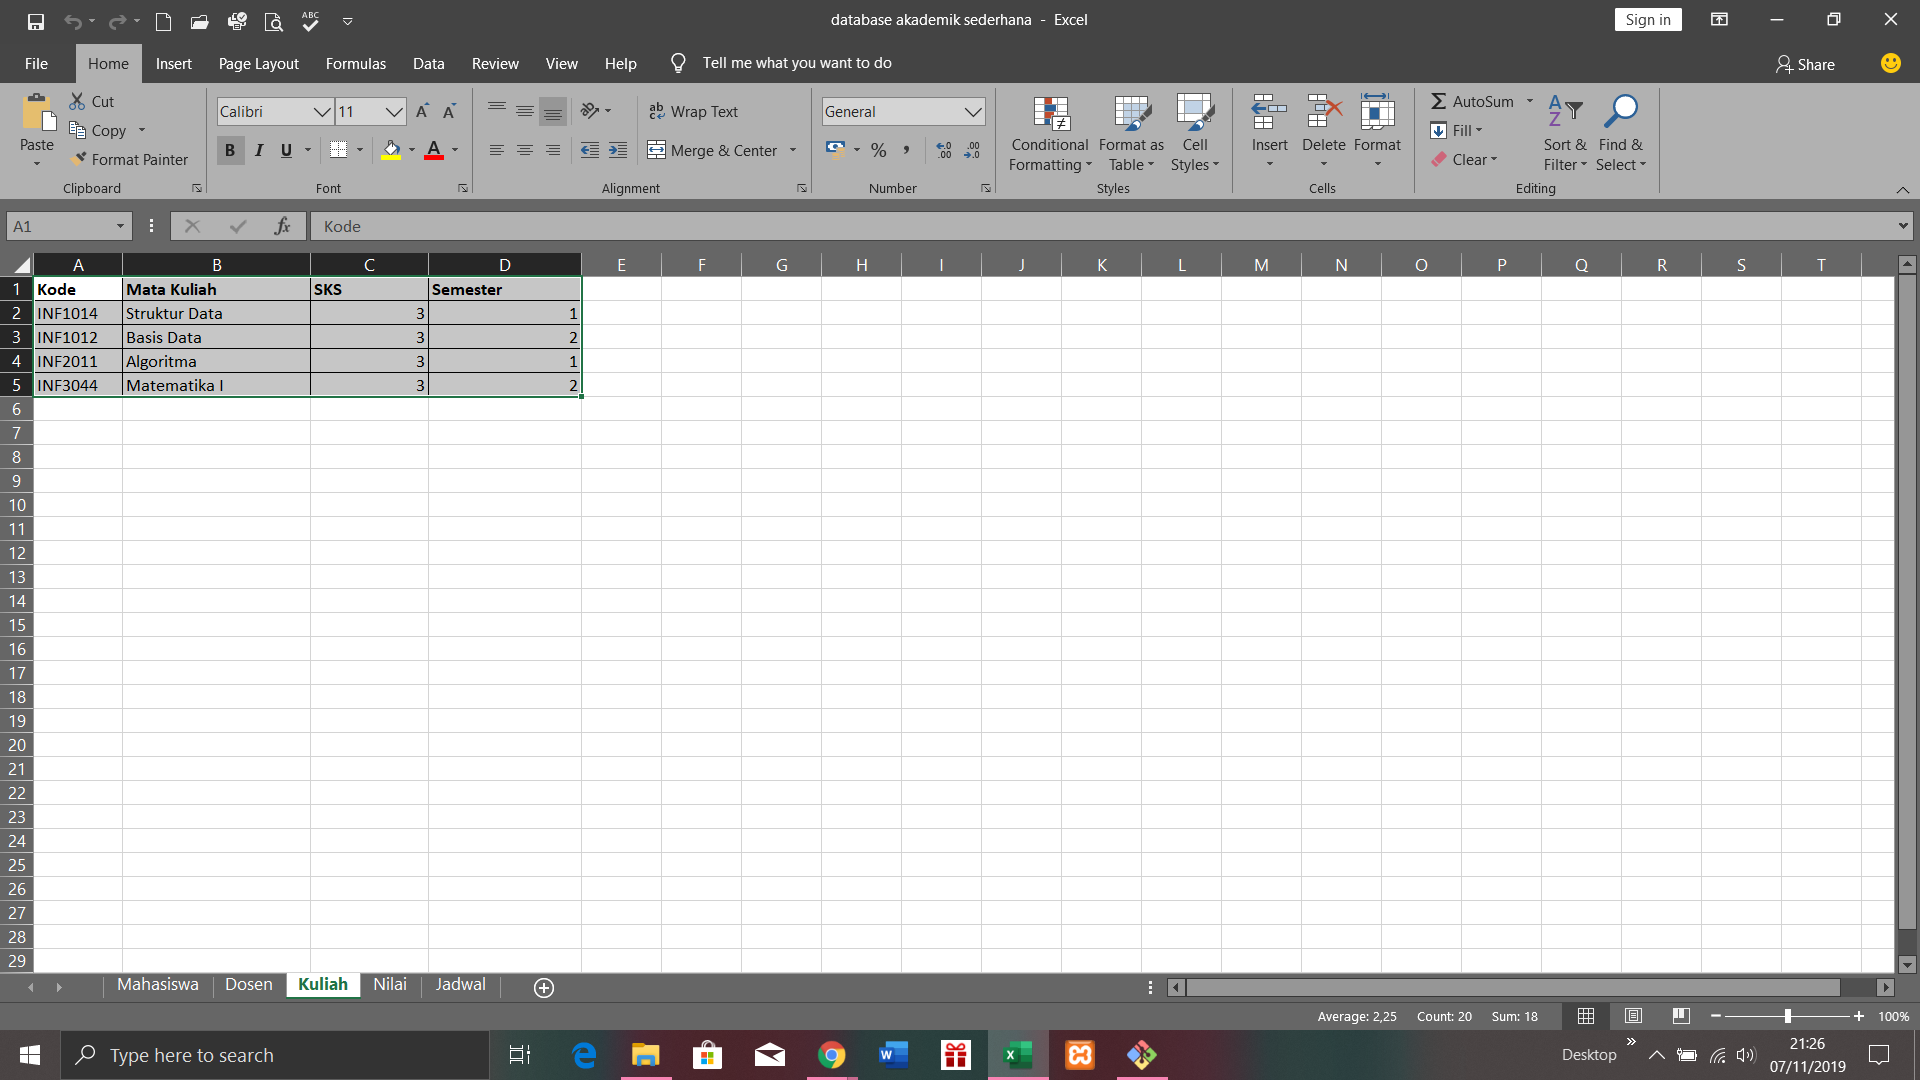 database akademik sederhana - Excel
Sign in
File Home Insert Page Layout Formulas Data Review View Help Tell me what you want to do Share
Paste
Cut
Copy
Format Painter
Clipboard
Calibri 11
B I U
Font
Wrap Text
Merge & Center
Alignment
General
% ,
Number
Conditional Formatting
Format as Table
Cell Styles
Styles
Insert Delete Format
Cells
AutoSum
Fill
Clear
Sort & Filter
Find & Select
Editing
A1 fx Kode
A B C D E F G H I J K L M N O P Q R S T
1 Kode Mata Kuliah SKS Semester
2 INF1014 Struktur Data 3 1
3 INF1012 Basis Data 3 2
4 INF2011 Algoritma 3 1
5 INF3044 Matematika I 3 2
6
7
8
9
10
11
12
13
14
15
16
17
18
19
20
21
22
23
24
25
26
27
28
29
Mahasiswa Dosen Kuliah Nilai Jadwal
Average: 2,25 Count: 20 Sum: 18 100%
Type here to search
Desktop
21:26
07/11/2019